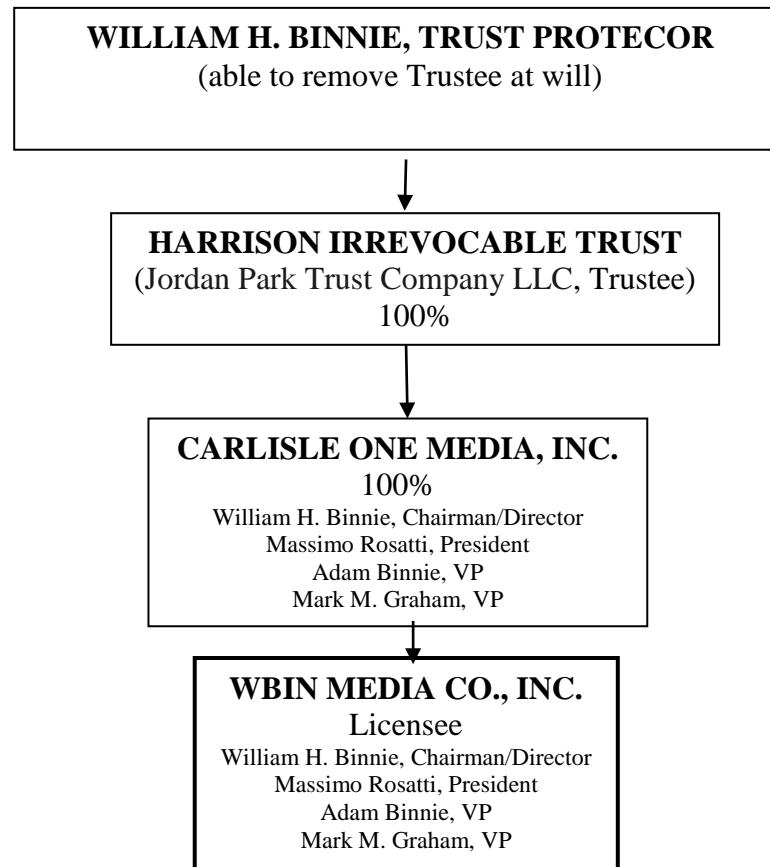 WILLIAM H. BINNIE, TRUST PROTECOR
(able to remove Trustee at will)
HARRISON IRREVOCABLE TRUST
(Jordan Park Trust Company LLC, Trustee)
100%
CARLISLE ONE MEDIA, INC.
100%
William H. Binnie, Chairman/Director
Massimo Rosatti, President
Adam Binnie, VP
Mark M. Graham, VP
WBIN MEDIA CO., INC.
Licensee
William H. Binnie, Chairman/Director
Massimo Rosatti, President
Adam Binnie, VP
Mark M. Graham, VP